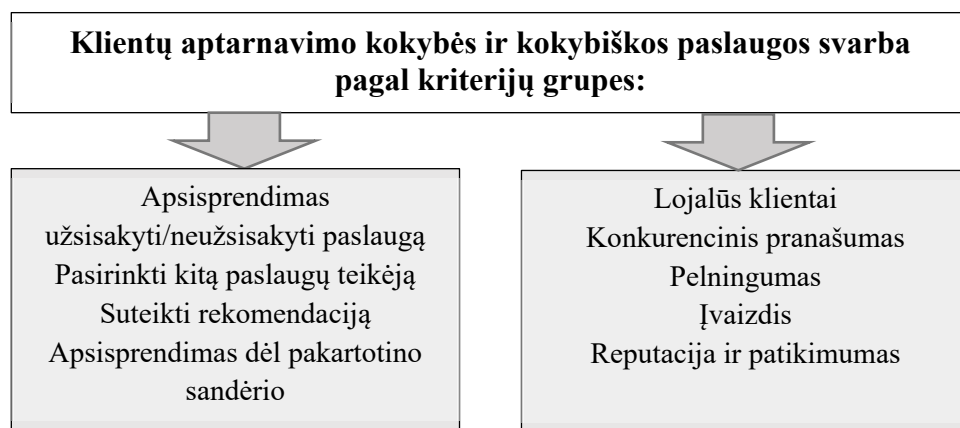 Klientų aptarnavimo kokybės ir kokybiškos paslaugos svarba
pagal kriterijų grupes:
Apsisprendimas
užsisakyti/neužsisakyti paslaugą
Pasirinkti kitą paslaugų teikėją
Suteikti rekomendaciją
Apsisprendimas dėl pakartotino
sandėrio
Lojalūs klientai
Konkurencinis pranašumas
Pelningumas
Įvaizdis
Reputacija ir patikimumas